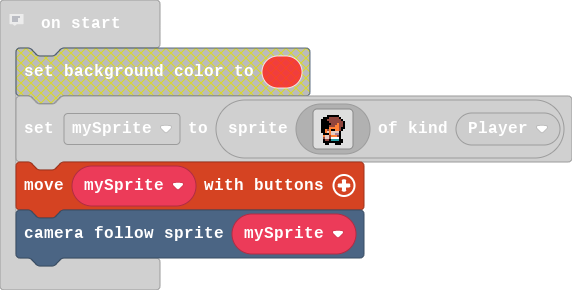 on start
set background color to
set mySprite to sprite of kind Player
move mySprite with buttons
camera follow sprite mySprite